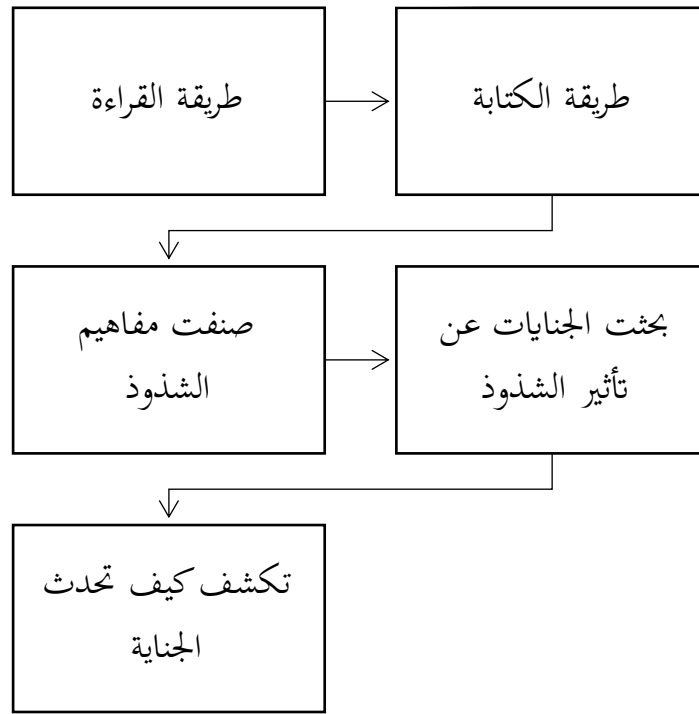 طريقة القراءة
طريقة الكتابة
صنفت مفاهيم
الشذوذ
بحثت الجنايات عن
تأثير الشذوذ
تكشف كيف تحدث
الجناية